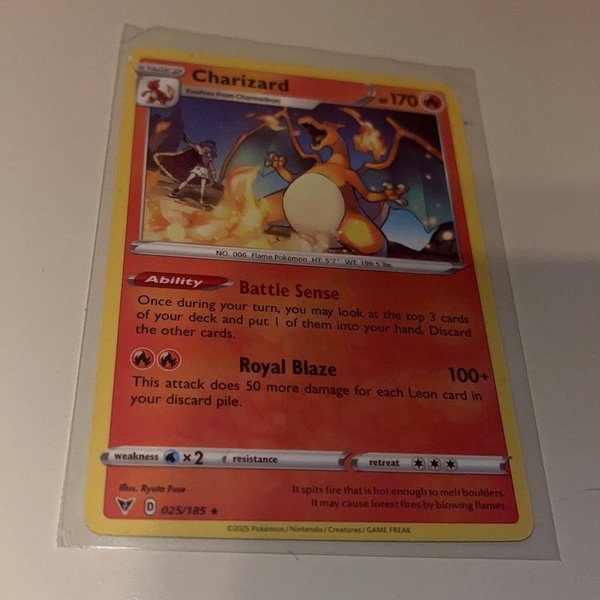 STAGE 2
Charizard
Evolves from Charmeleon
HP 170
NO. 006 Flame Pokémon HT: 5'7" WT: 199.5 lbs.
Ability
Battle Sense
Once during your turn, you may look at the top 3 cards
of your deck and put 1 of them into your hand. Discard
the other cards.
Royal Blaze 100+
This attack does 50 more damage for each Leon card in
your discard pile.
weakness ×2 resistance retreat
Illus. Ryuta Fuse
It spits fire that is hot enough to melt boulders.
It may cause forest fires by blowing flames.
D 025/185 ★
©2025 Pokémon / Nintendo / Creatures / GAME FREAK